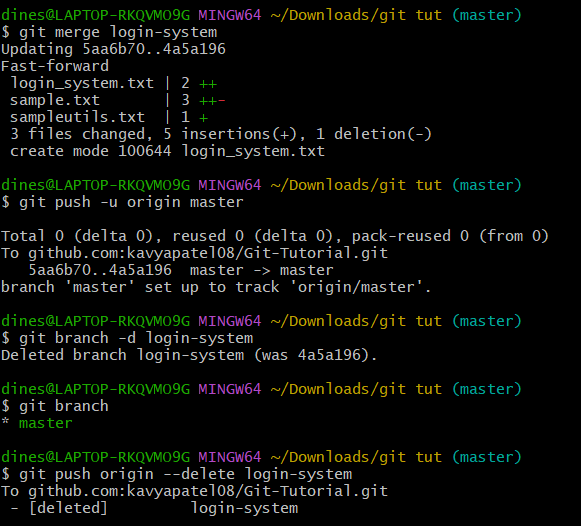 dines@LAPTOP-RKQVMO9G MINGW64 ~/Downloads/git tut (master)
$ git merge login-system
Updating 5aa6b70..4a5a196
Fast-forward
 login_system.txt | 2 ++
 sample.txt       | 3 ++-
 sampleutils.txt  | 1 +
 3 files changed, 5 insertions(+), 1 deletion(-)
 create mode 100644 login_system.txt
dines@LAPTOP-RKQVMO9G MINGW64 ~/Downloads/git tut (master)
$ git push -u origin master
Total 0 (delta 0), reused 0 (delta 0), pack-reused 0 (from 0)
To github.com:kavyapatel08/Git-Tutorial.git
   5aa6b70..4a5a196  master -> master
branch 'master' set up to track 'origin/master'.
dines@LAPTOP-RKQVMO9G MINGW64 ~/Downloads/git tut (master)
$ git branch -d login-system
Deleted branch login-system (was 4a5a196).
dines@LAPTOP-RKQVMO9G MINGW64 ~/Downloads/git tut (master)
$ git branch
* master
dines@LAPTOP-RKQVMO9G MINGW64 ~/Downloads/git tut (master)
$ git push origin --delete login-system
To github.com:kavyapatel08/Git-Tutorial.git
 - [deleted]         login-system